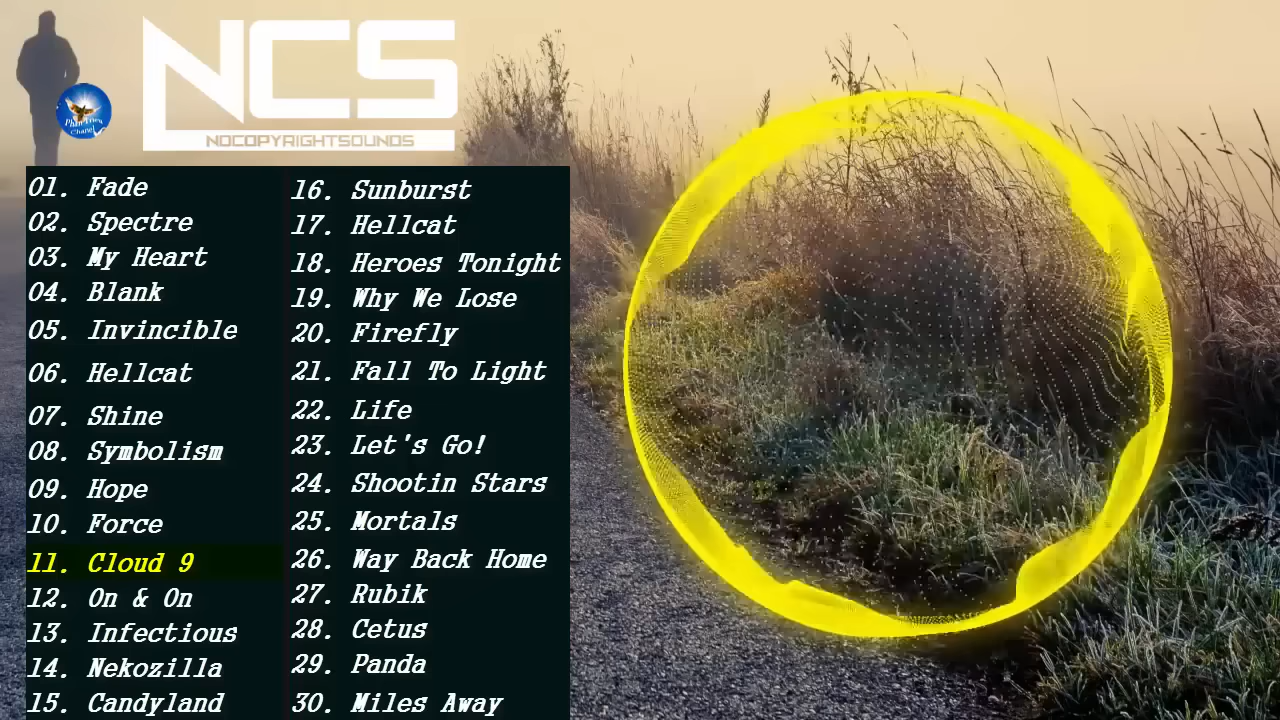 NCS
NOCOPYRIGHTSOUNDS
Phan Trien
Chanel
01. Fade
02. Spectre
03. My Heart
04. Blank
05. Invincible
06. Hellcat
07. Shine
08. Symbolism
09. Hope
10. Force
11. Cloud 9
12. On & On
13. Infectious
14. Nekozilla
15. Candyland
16. Sunburst
17. Hellcat
18. Heroes Tonight
19. Why We Lose
20. Firefly
21. Fall To Light
22. Life
23. Let's Go!
24. Shootin Stars
25. Mortals
26. Way Back Home
27. Rubik
28. Cetus
29. Panda
30. Miles Away